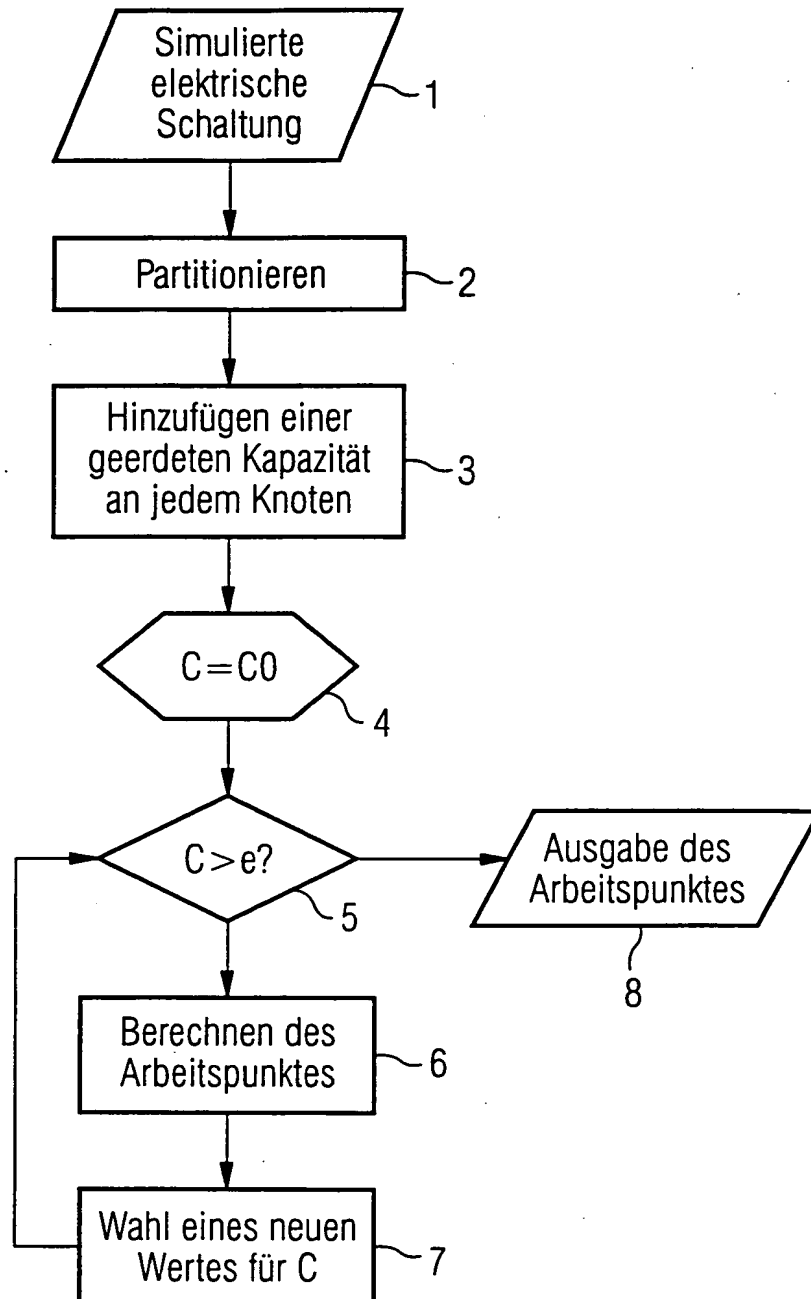 Simulierte
elektrische
Schaltung
1
Partitionieren
2
Hinzufügen einer
geerdeten Kapazität
an jedem Knoten
3
C=C0
4
C>e?
5
Ausgabe des
Arbeitspunktes
8
Berechnen des
Arbeitspunktes
6
Wahl eines neuen
Wertes für C
7